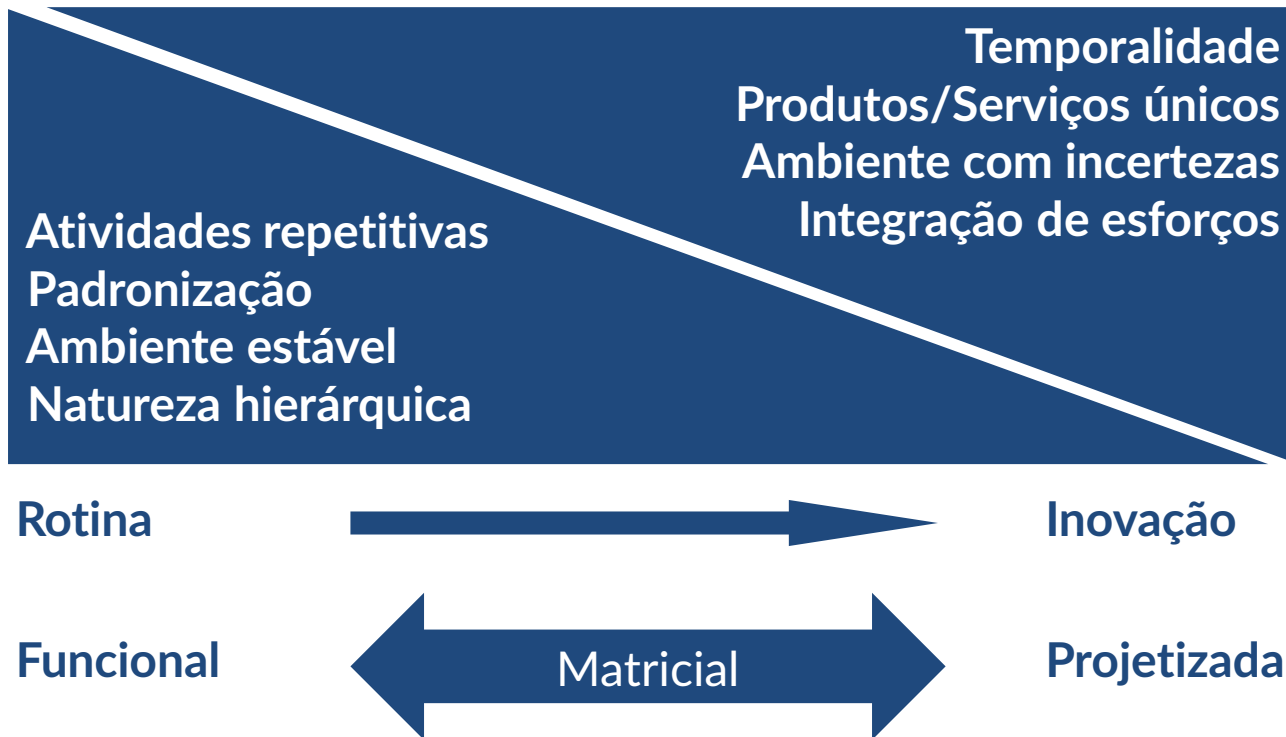 Temporalidade
Produtos/Serviços únicos
Ambiente com incertezas
Integração de esforços
Atividades repetitivas
Padronização
Ambiente estável
Natureza hierárquica
Rotina
Inovação
Funcional
Matricial
Projetizada